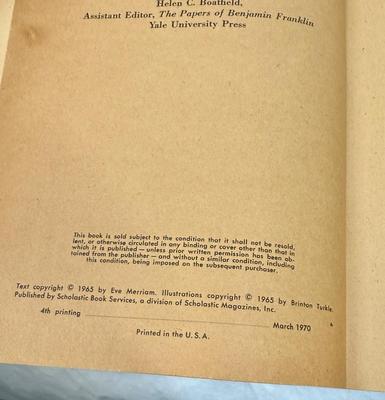 Helen C. Boatfield,
Assistant Editor, The Papers of Benjamin Franklin
Yale University Press
This book is sold subject to the condition that it shall not be resold,
lent, or otherwise circulated in any binding or cover other than that in
which it is published — unless prior written permission has been ob-
tained from the publisher — and without a similar condition, including
this condition, being imposed on the subsequent purchaser.
Text copyright © 1965 by Eve Merriam. Illustrations copyright © 1965 by Brinton Turkle.
Published by Scholastic Book Services, a division of Scholastic Magazines, Inc.
4th printing March 1970
Printed in the U. S. A.